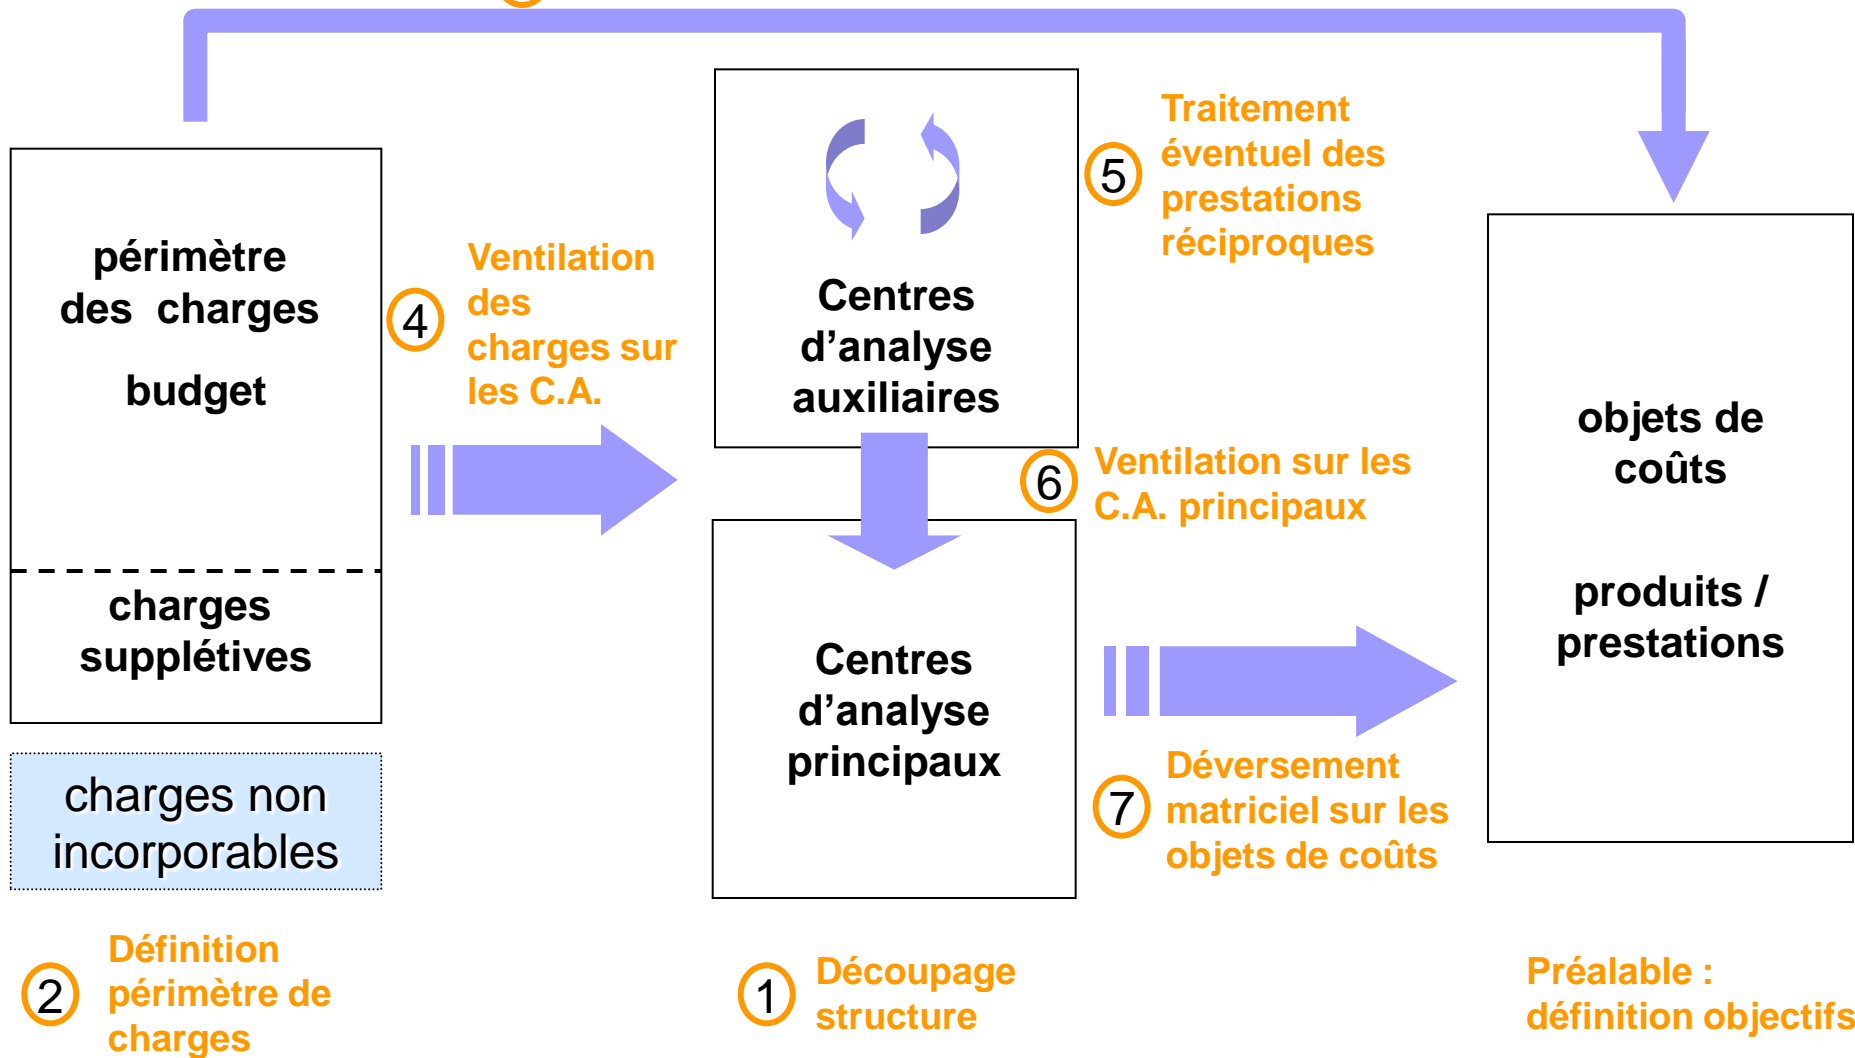 périmètre
des charges
budget
charges
supplétives
charges non
incorporables
2
Définition
périmètre de
charges
4
Ventilation
des
charges sur
les C.A.
Centres
d’analyse
auxiliaires
5
Traitement
éventuel des
prestations
réciproques
6
Ventilation sur les
C.A. principaux
Centres
d’analyse
principaux
7
Déversement
matriciel sur les
objets de coûts
1
Découpage
structure
objets de
coûts
produits /
prestations
Préalable :
définition objectifs